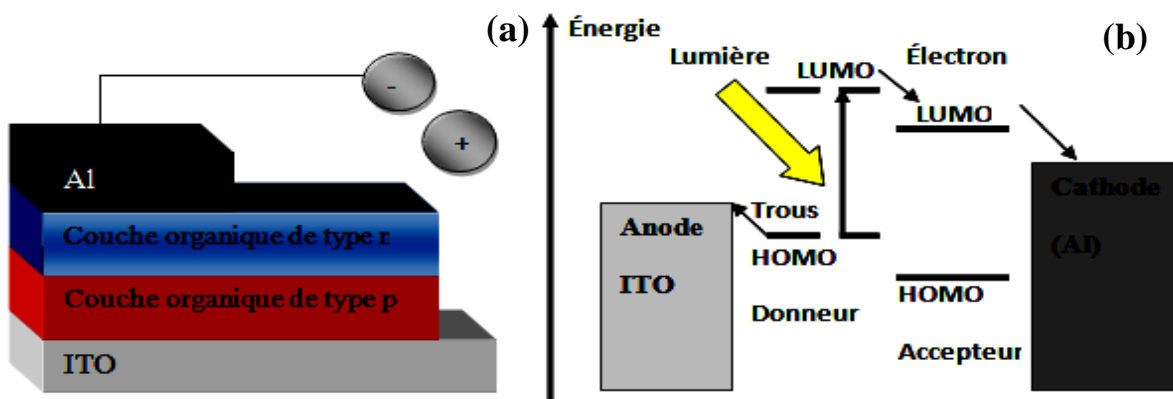 (a)
-
+
Al
Couche organique de type n
Couche organique de type p
ITO
Énergie
(b)
Lumière
LUMO
Électron
LUMO
Trous
HOMO
Anode
ITO
Donneur
HOMO
Accepteur
Cathode
(Al)